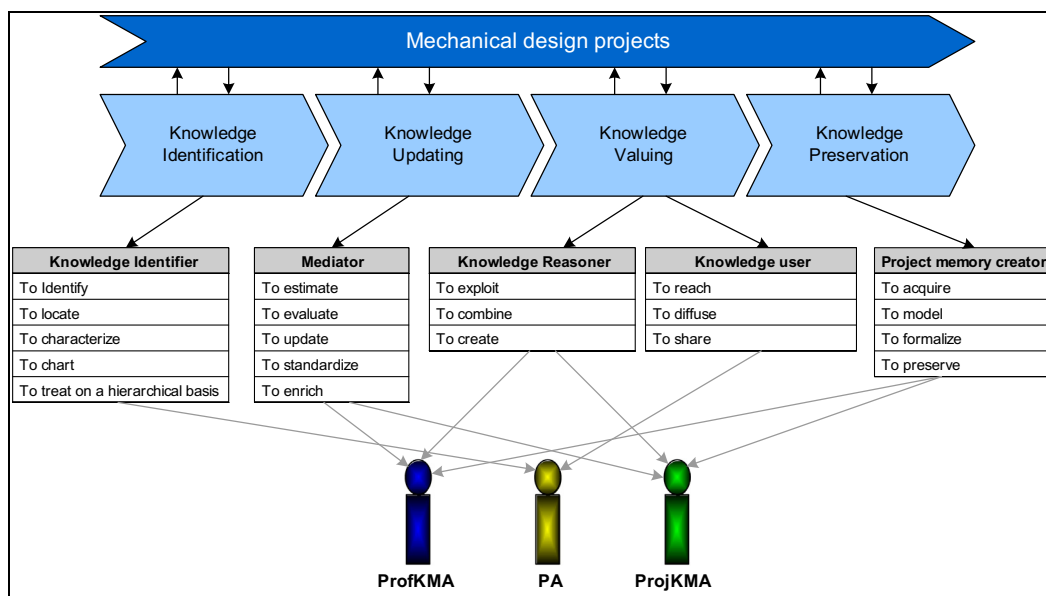 Mechanical design projects
Knowledge
Identification
Knowledge
Updating
Knowledge
Valuing
Knowledge
Preservation
Knowledge Identifier
To Identify
To locate
To characterize
To chart
To treat on a hierarchical basis
Mediator
To estimate
To evaluate
To update
To standardize
To enrich
Knowledge Reasoner
To exploit
To combine
To create
Knowledge user
To reach
To diffuse
To share
Project memory creator
To acquire
To model
To formalize
To preserve
ProfKMA
PA
ProjKMA